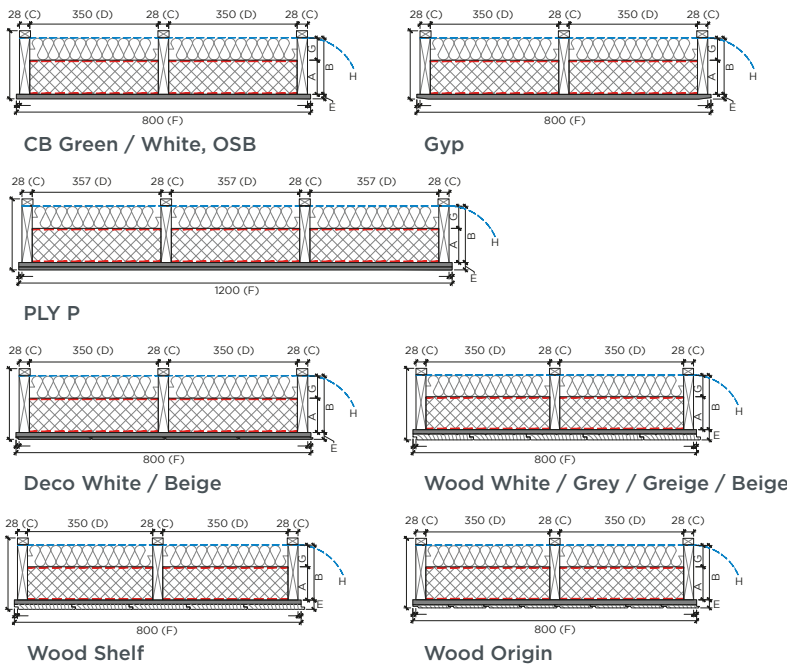 28 (C) 350 (D) 28 (C) 350 (D) 28 (C)
G
A
B
H
E
800 (F)
CB Green / White, OSB
28 (C) 350 (D) 28 (C) 350 (D) 28 (C)
G
A
B
H
E
800 (F)
Gyp
28 (C) 357 (D) 28 (C) 357 (D) 28 (C) 357 (D) 28 (C)
G
A
B
H
E
1200 (F)
PLY P
28 (C) 350 (D) 28 (C) 350 (D) 28 (C)
G
A
B
H
E
800 (F)
Deco White / Beige
28 (C) 350 (D) 28 (C) 350 (D) 28 (C)
G
A
B
H
E
800 (F)
Wood White / Grey / Greige / Beige
28 (C) 350 (D) 28 (C) 350 (D) 28 (C)
G
A
B
H
E
800 (F)
Wood Shelf
28 (C) 350 (D) 28 (C) 350 (D) 28 (C)
G
A
B
H
E
800 (F)
Wood Origin